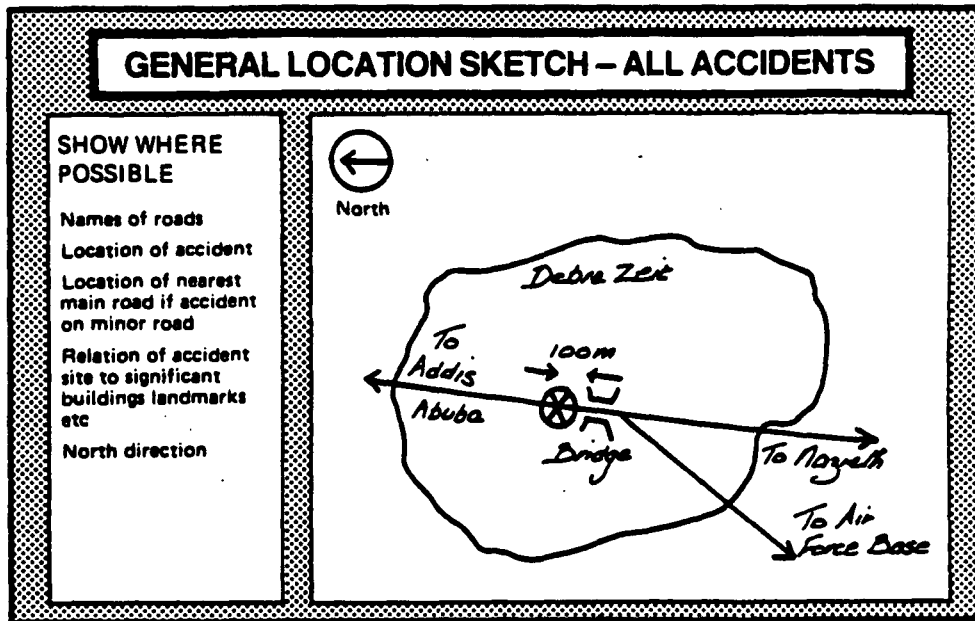 GENERAL LOCATION SKETCH – ALL ACCIDENTS
SHOW WHERE
POSSIBLE
Names of roads
Location of accident
Location of nearest
main road if accident
on minor road
Relation of accident
site to significant
buildings landmarks
etc
North direction
North
Debre Zeit
To
Addis
Abuba
100m
Bridge
To Nazreth
To Air
Force Base